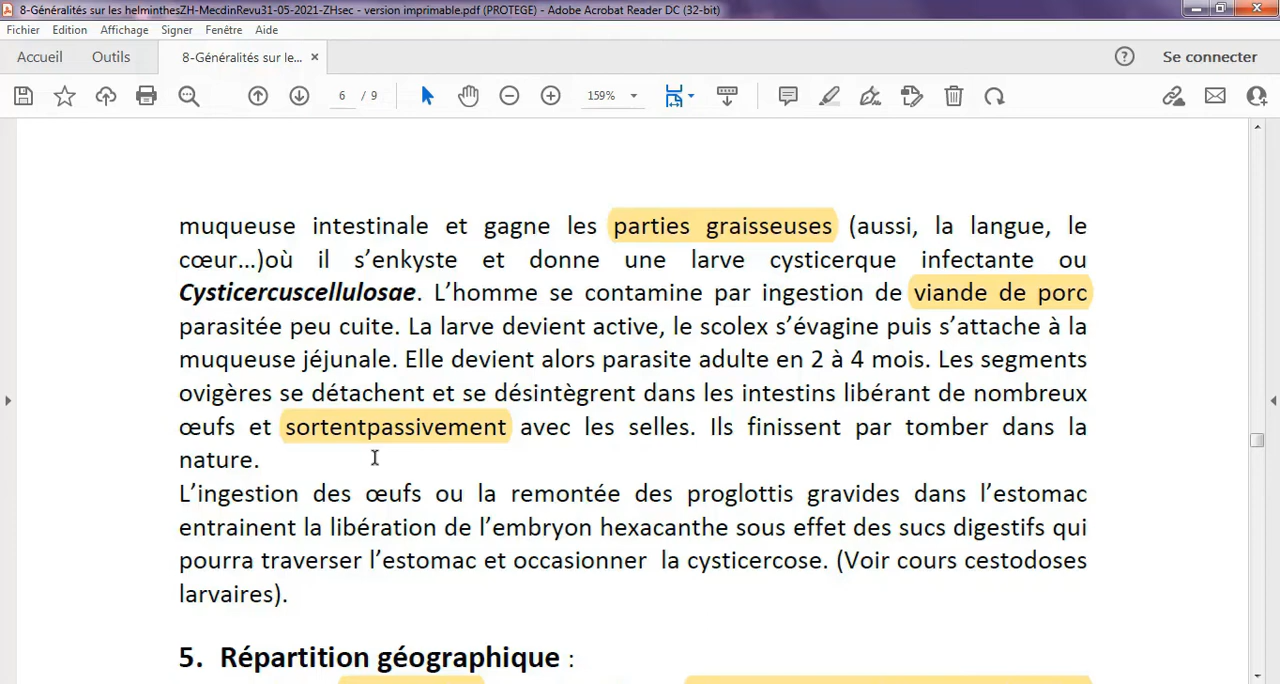 8-Généralités sur les helminthesZH-MecdinRevu31-05-2021-ZHsec - version imprimable.pdf (PROTEGE) - Adobe Acrobat Reader DC (32-bit)
Fichier Edition Affichage Signer Fenêtre Aide
Accueil Outils 8-Généralités sur le... × Se connecter
6 / 9 159%
muqueuse intestinale et gagne les parties graisseuses (aussi, la langue, le
cœur…)où il s’enkyste et donne une larve cysticerque infectante ou
Cysticercuscellulosae. L’homme se contamine par ingestion de viande de porc
parasitée peu cuite. La larve devient active, le scolex s’évagine puis s’attache à la
muqueuse jéjunale. Elle devient alors parasite adulte en 2 à 4 mois. Les segments
ovigères se détachent et se désintègrent dans les intestins libérant de nombreux
œufs et sortentpassivement avec les selles. Ils finissent par tomber dans la
nature.
L’ingestion des œufs ou la remontée des proglottis gravides dans l’estomac
entrainent la libération de l’embryon hexacanthe sous effet des sucs digestifs qui
pourra traverser l’estomac et occasionner  la cysticercose. (Voir cours cestodoses
larvaires).
5. Répartition géographique :